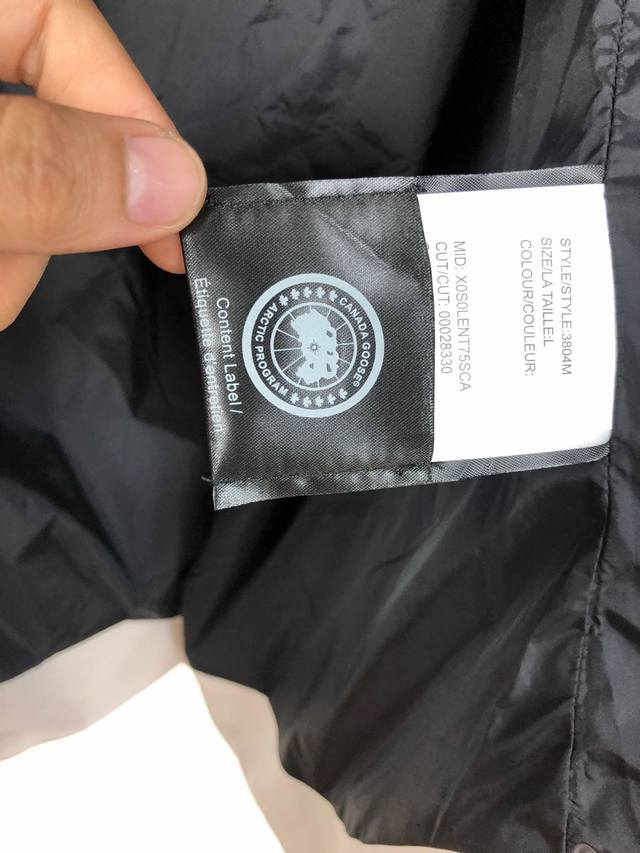 STYLE/STYLE:3804M
SIZE/LA TAILLE:L
COLOUR/COULEUR:
MID: X0S0LENT75SCA
CUT/CUT: 00028330
CANADA GOOSE®
ARCTIC PROGRAM
Content Label /
Étiquette d'entretien